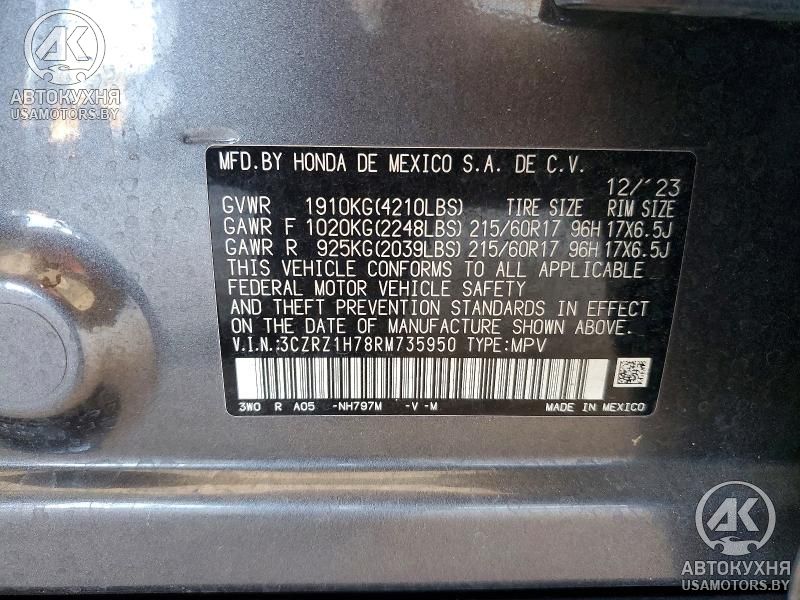 АК
АВТОКУХНЯ
USAMOTORS.BY
MFD.BY HONDA DE MEXICO S.A. DE C.V.
12/'23
GVWR 1910KG(4210LBS) TIRE SIZE RIM SIZE
GAWR F 1020KG(2248LBS) 215/60R17 96H 17X6.5J
GAWR R 925KG(2039LBS) 215/60R17 96H 17X6.5J
THIS VEHICLE CONFORMS TO ALL APPLICABLE
FEDERAL MOTOR VEHICLE SAFETY
AND THEFT PREVENTION STANDARDS IN EFFECT
ON THE DATE OF MANUFACTURE SHOWN ABOVE.
V.I.N.:3CZRZ1H78RM735950 TYPE:MPV
3W0 R A05 -NH797M -V -M MADE IN MEXICO
АК
АВТОКУХНЯ
USAMOTORS.BY